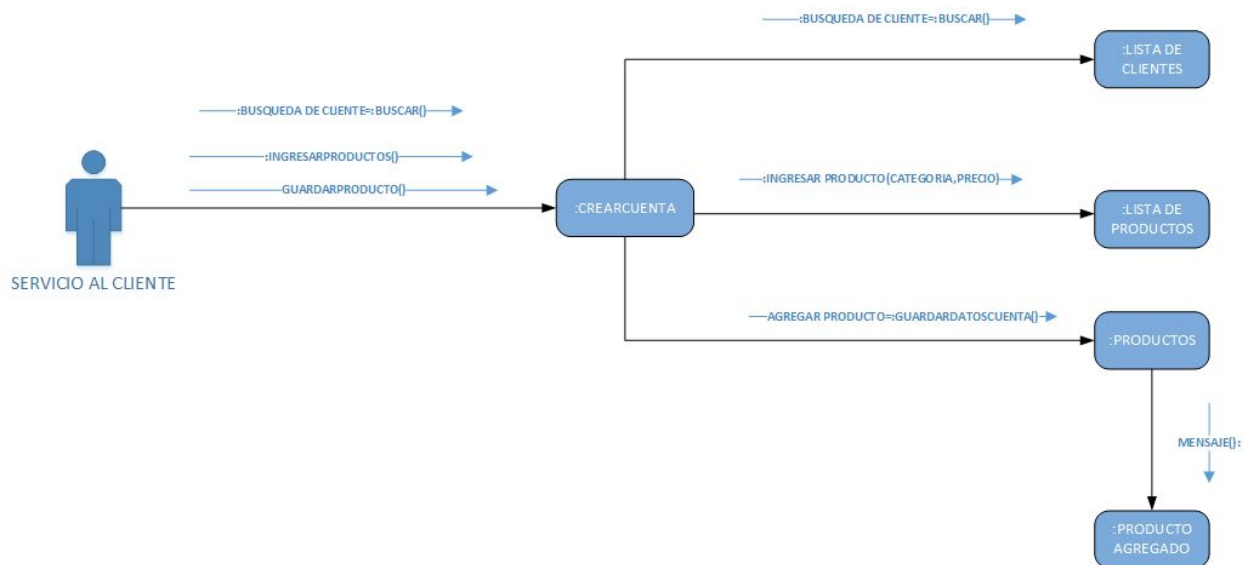 :BUSQUEDA DE CLIENTE=:BUSCAR()
:LISTA DE
CLIENTES
:BUSQUEDA DE CLIENTE=:BUSCAR()
:INGRESARPRODUCTOS()
GUARDARPRODUCTO()
:CREARCUENTA
:INGRESAR PRODUCTO(CATEGORIA,PRECIO)
:LISTA DE
PRODUCTOS
SERVICIO AL CLIENTE
AGREGAR PRODUCTO=:GUARDARDATOSCUENTA()
:PRODUCTOS
MENSAJE():
:PRODUCTO
AGREGADO